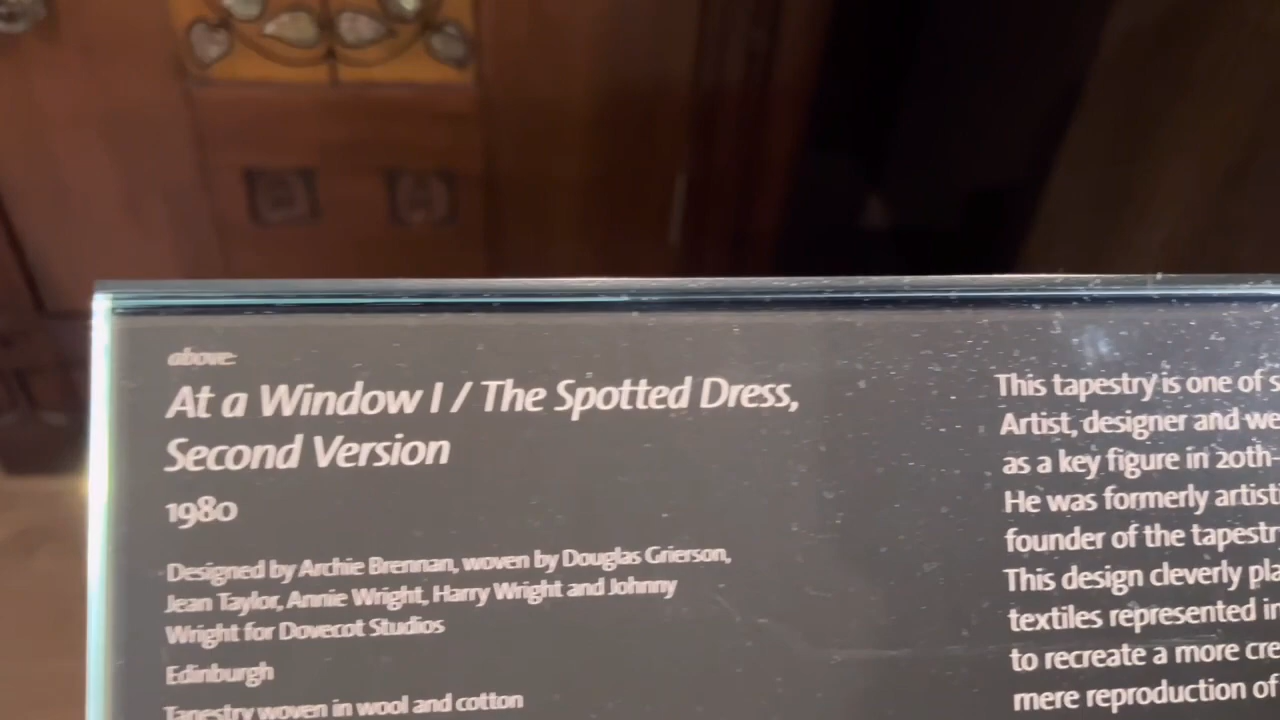 above:
At a Window I / The Spotted Dress,
Second Version
1980
Designed by Archie Brennan, woven by Douglas Grierson,
Jean Taylor, Annie Wright, Harry Wright and Johnny
Wright for Dovecot Studios
Edinburgh
Tapestry woven in wool and cotton
This tapestry is one of
Artist, designer and
as a key figure in 20th-
He was formerly
founder of the
This design cleverly
textiles represented
to recreate a more
mere reproduction of